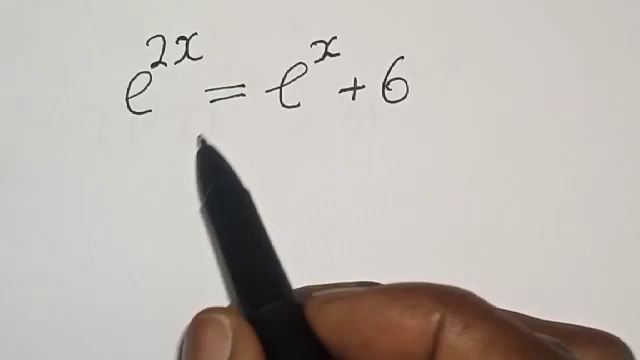 e^{2x} = e^x + 6